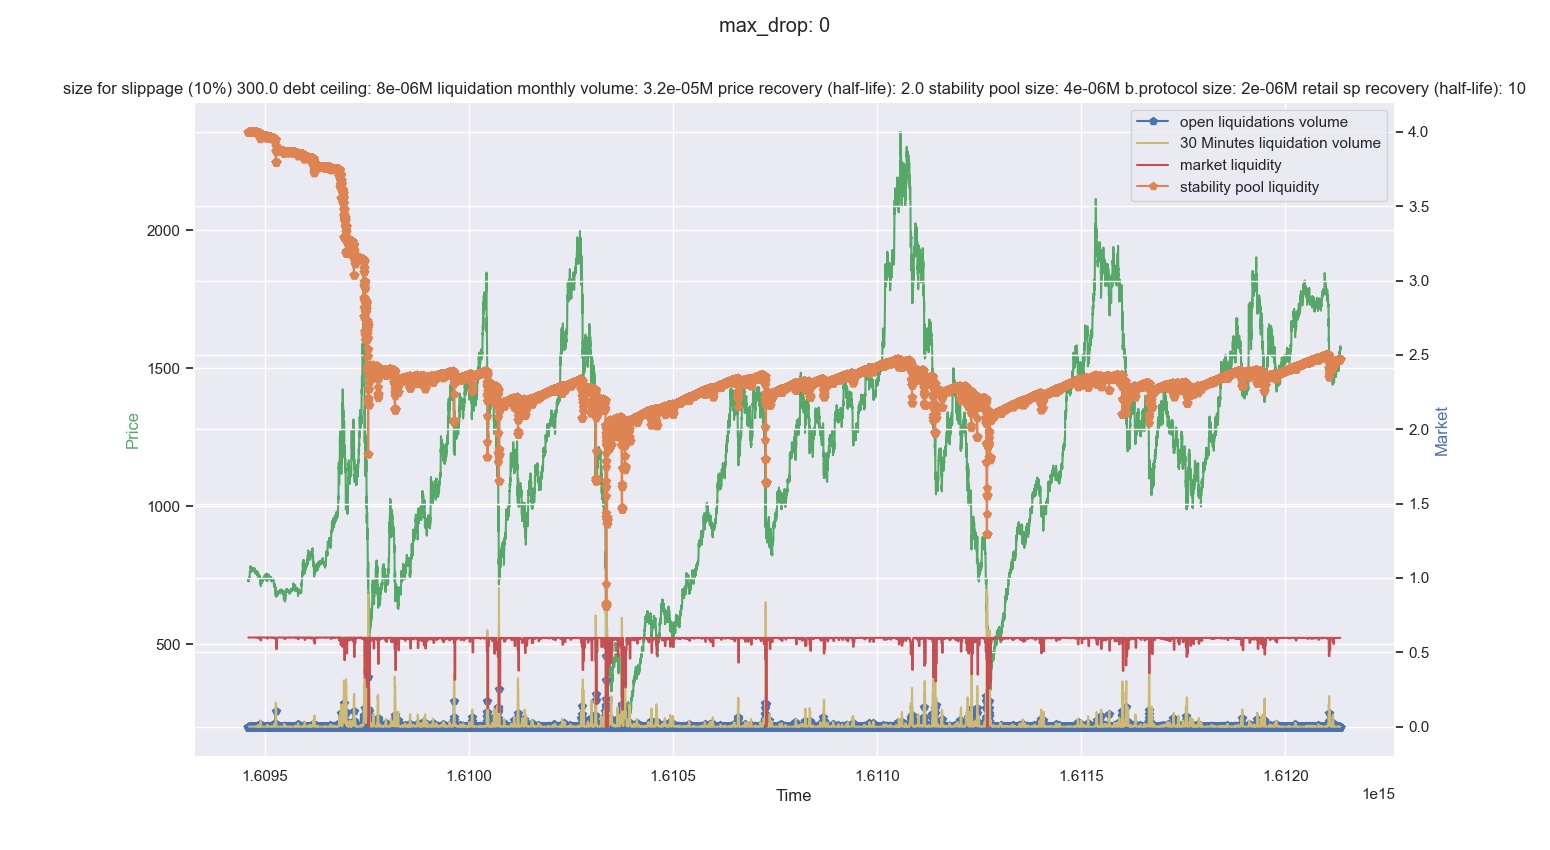 max_drop: 0
size for slippage (10%) 300.0 debt ceiling: 8e-06M liquidation monthly volume: 3.2e-05M price recovery (half-life): 2.0 stability pool size: 4e-06M b.protocol size: 2e-06M retail sp recovery (half-life): 10
open liquidations volume
30 Minutes liquidation volume
market liquidity
stability pool liquidity
2000
1500
1000
500
Price
4.0
3.5
3.0
2.5
2.0
1.5
1.0
0.5
0.0
Market
1.6095 1.6100 1.6105 1.6110 1.6115 1.6120
1e15
Time